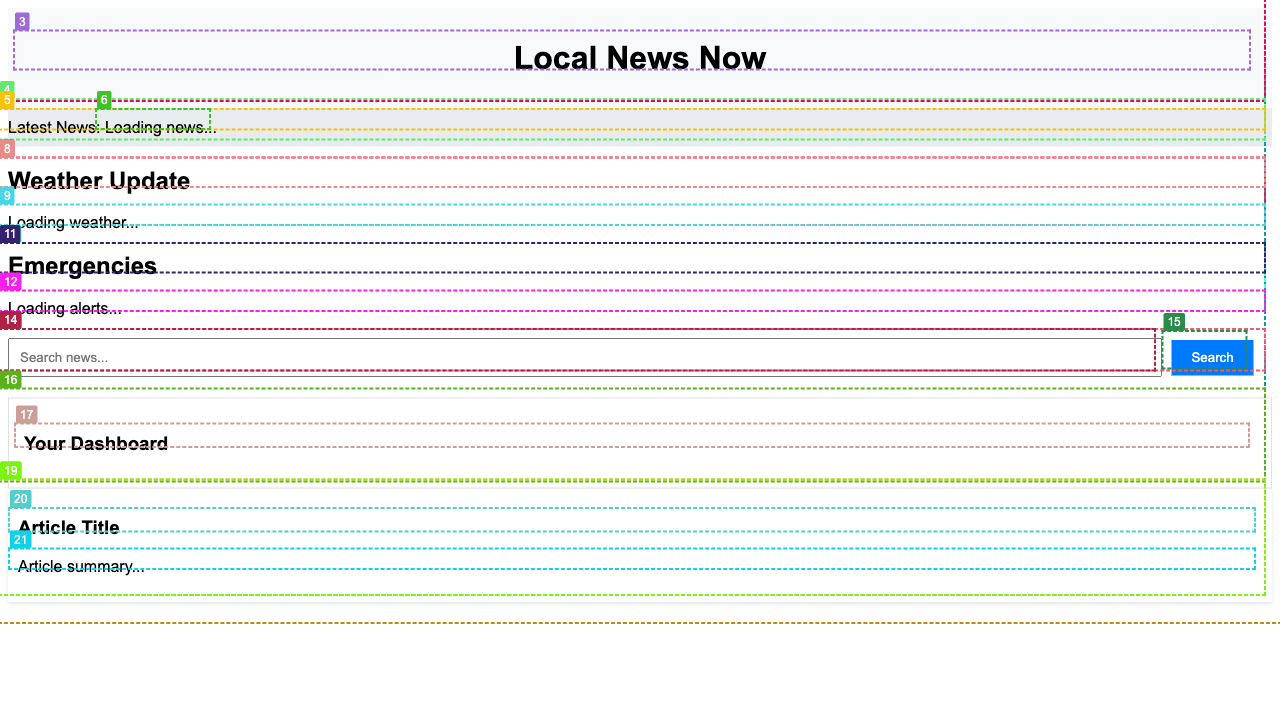 3
Local News Now
4
5
6
Latest News: Loading news...
8
Weather Update
9
Loading weather...
11
Emergencies
12
Loading alerts...
14
15
Search news...
Search
16
17
Your Dashboard
19
20
Article Title
21
Article summary...